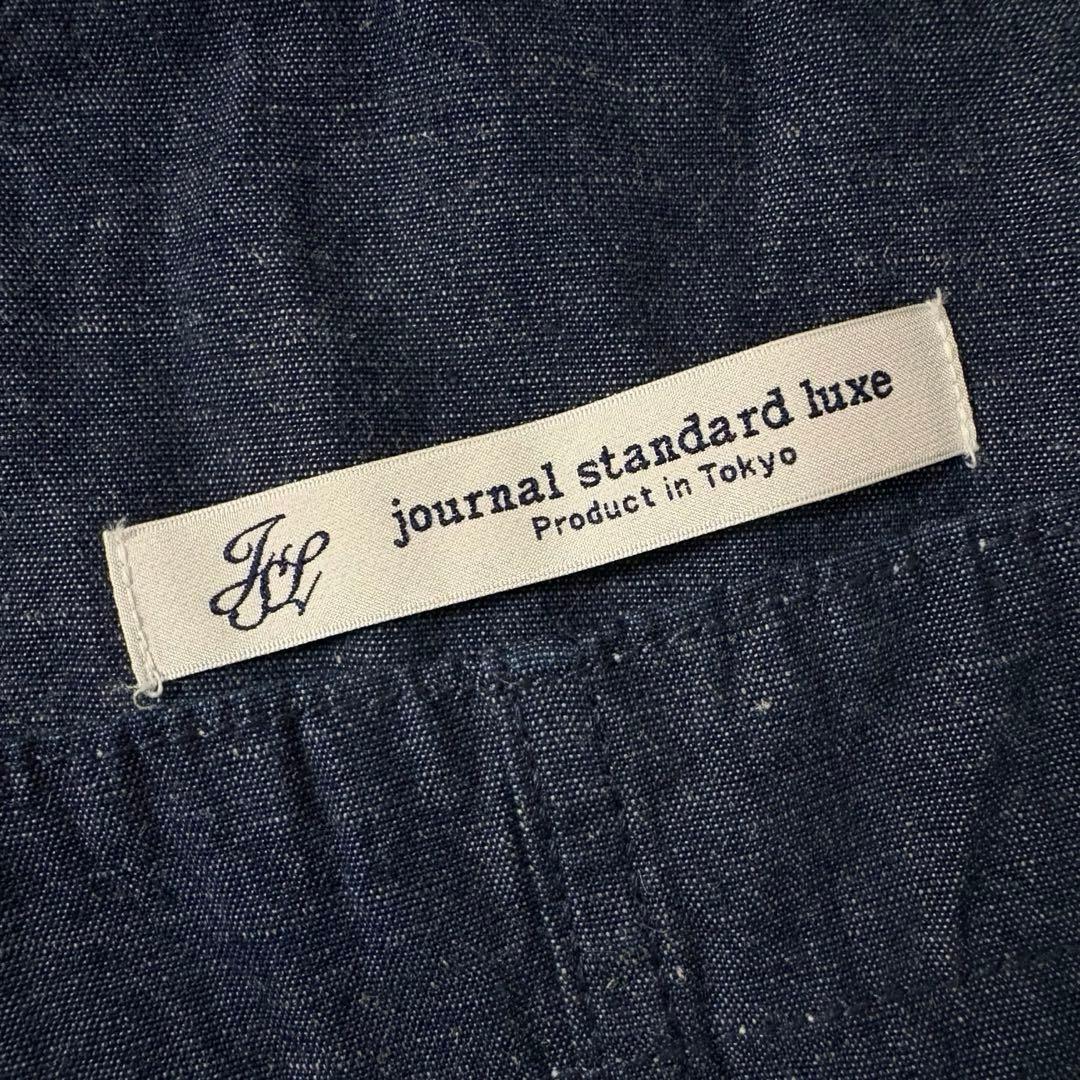 JSL
journal standard luxe
Product in Tokyo